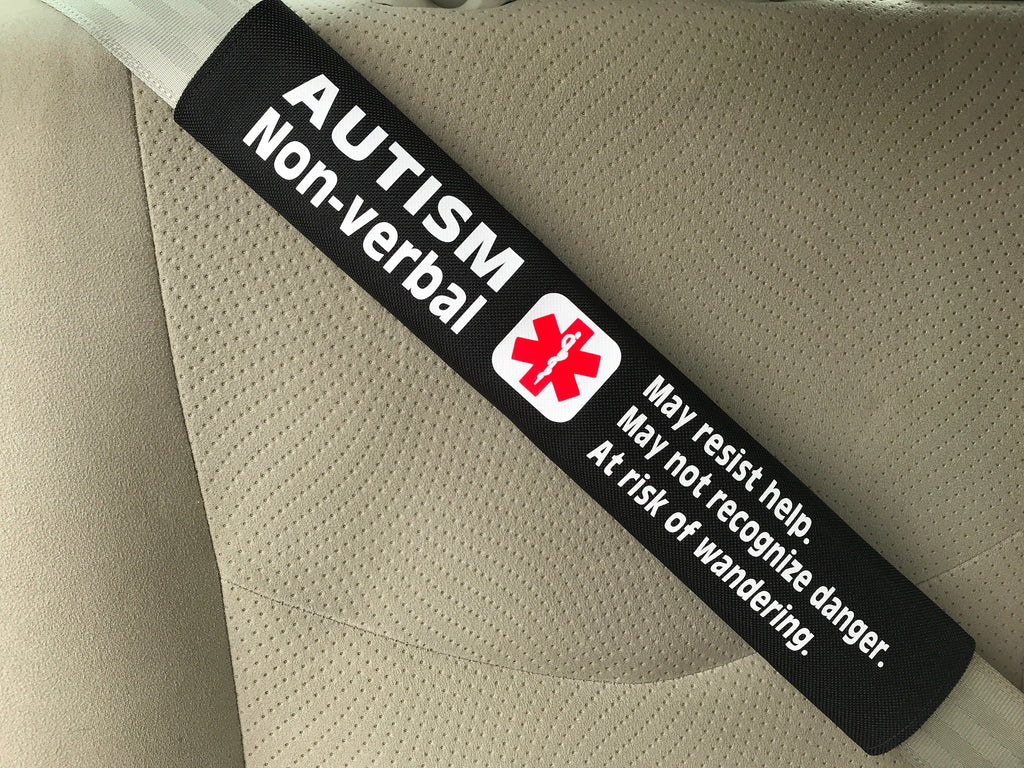 AUTISM
Non-verbal
May resist help.
May not recognize danger.
At risk of wandering.